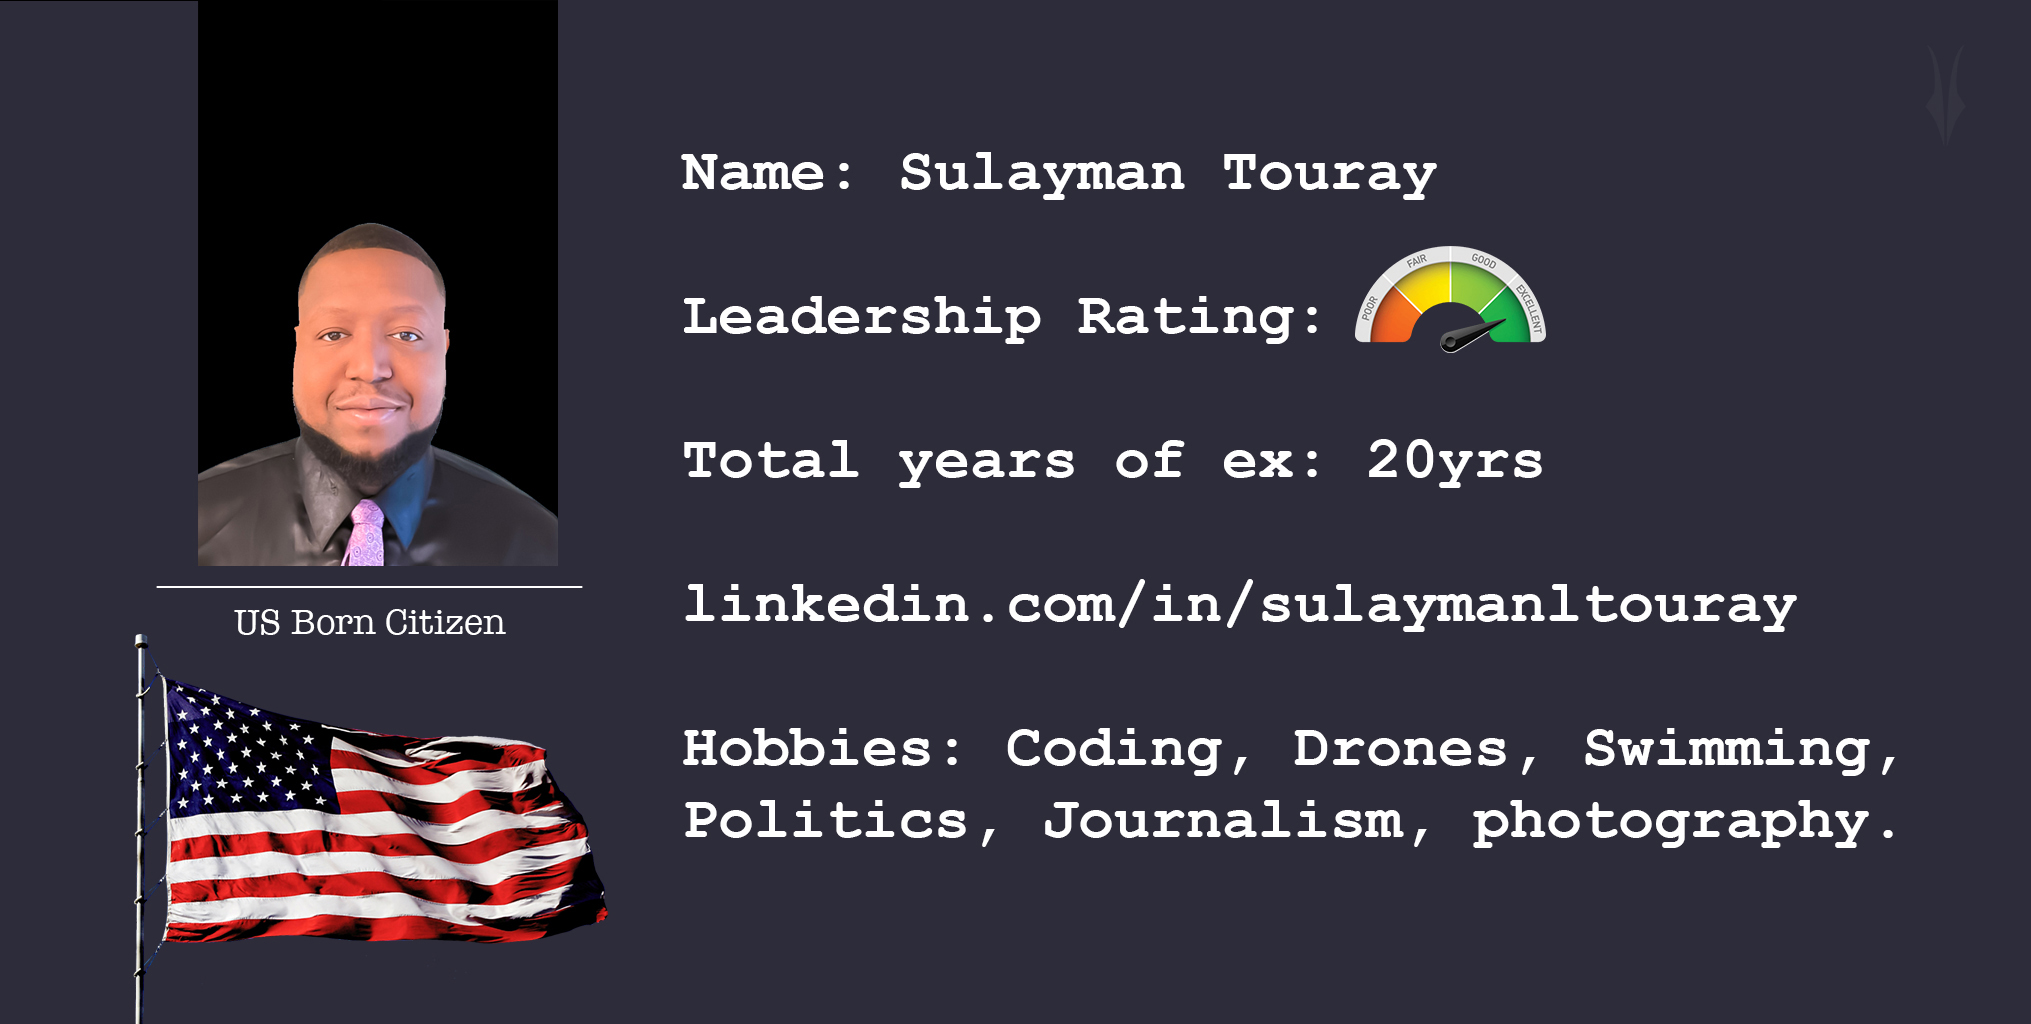 Name: Sulayman Touray
POOR
FAIR
GOOD
EXCELLENT
Leadership Rating:
Total years of ex: 20yrs
linkedin.com/in/sulaymanltouray
Hobbies: Coding, Drones, Swimming,
Politics, Journalism, photography.
US Born Citizen